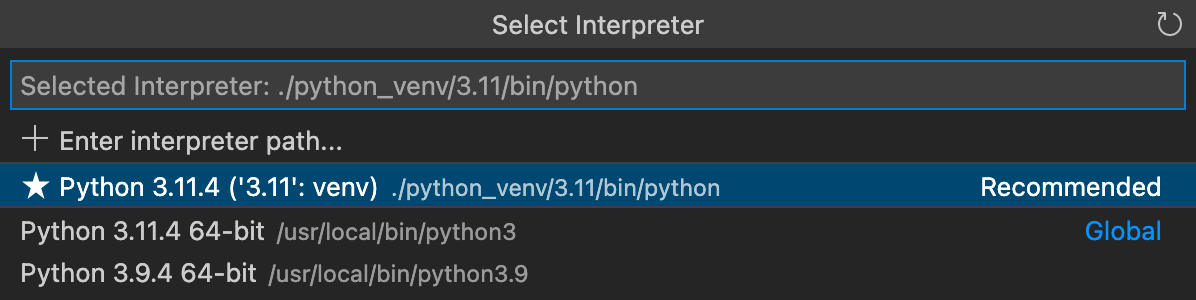 Select Interpreter
Selected Interpreter: ./python_venv/3.11/bin/python
Enter interpreter path...
★ Python 3.11.4 ('3.11': venv) ./python_venv/3.11/bin/python Recommended
Python 3.11.4 64-bit /usr/local/bin/python3 Global
Python 3.9.4 64-bit /usr/local/bin/python3.9